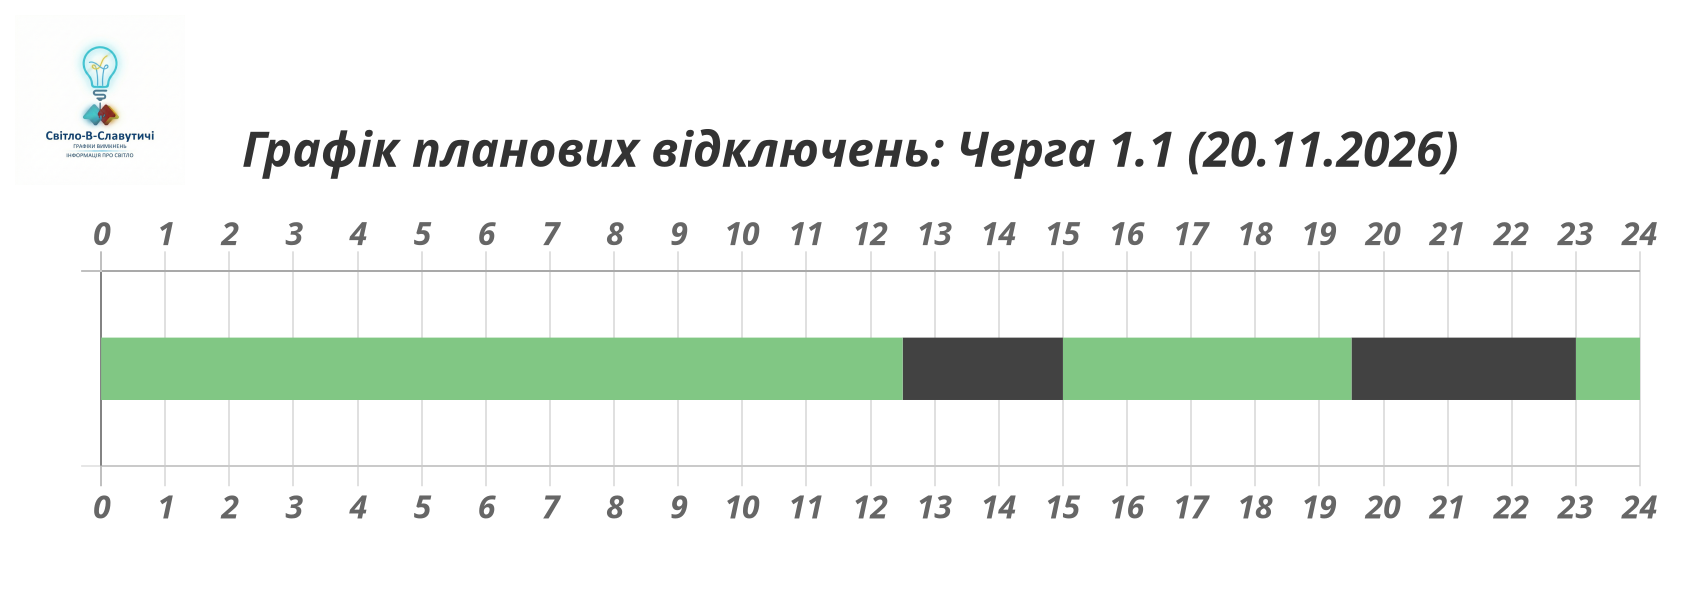 Світло-В-Славутичі
ГРАФІКИ ВИМКНЕНЬ
ІНФОРМАЦІЯ ПРО СВІТЛО
Графік планових відключень: Черга 1.1 (20.11.2026)
0 1 2 3 4 5 6 7 8 9 10 11 12 13 14 15 16 17 18 19 20 21 22 23 24
0 1 2 3 4 5 6 7 8 9 10 11 12 13 14 15 16 17 18 19 20 21 22 23 24